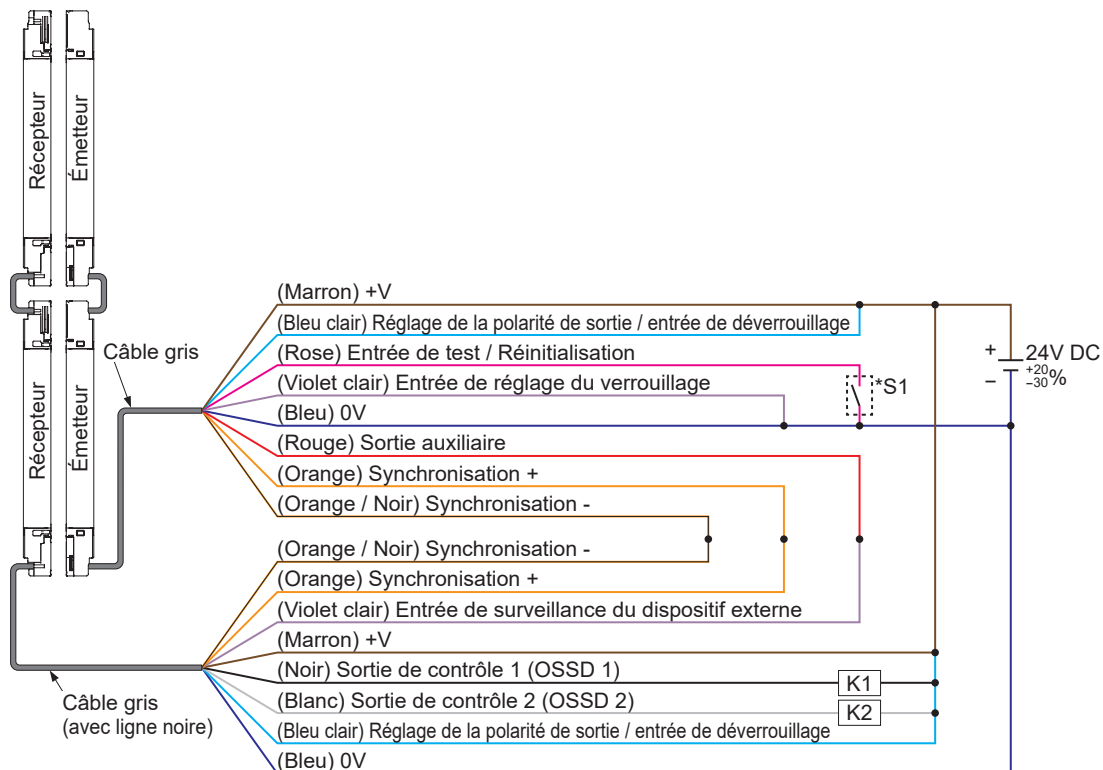 Récepteur
Émetteur
Récepteur
Émetteur
Câble gris
(Marron) +V
(Bleu clair) Réglage de la polarité de sortie / entrée de déverrouillage
(Rose) Entrée de test / Réinitialisation
(Violet clair) Entrée de réglage du verrouillage
(Bleu) 0V
(Rouge) Sortie auxiliaire
(Orange) Synchronisation +
(Orange / Noir) Synchronisation -
*S1
+
−
24V DC
+20
−30 %
(Orange / Noir) Synchronisation -
(Orange) Synchronisation +
(Violet clair) Entrée de surveillance du dispositif externe
(Marron) +V
(Noir) Sortie de contrôle 1 (OSSD 1)
K1
(Blanc) Sortie de contrôle 2 (OSSD 2)
K2
(Bleu clair) Réglage de la polarité de sortie / entrée de déverrouillage
(Bleu) 0V
Câble gris
(avec ligne noire)